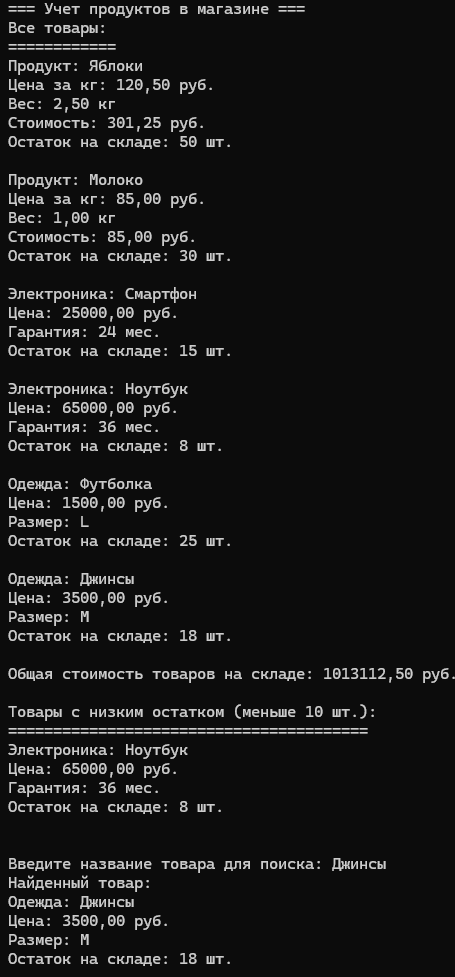 === Учет продуктов в магазине ===
Все товары:
============
Продукт: Яблоки
Цена за кг: 120,50 руб.
Вес: 2,50 кг
Стоимость: 301,25 руб.
Остаток на складе: 50 шт.
Продукт: Молоко
Цена за кг: 85,00 руб.
Вес: 1,00 кг
Стоимость: 85,00 руб.
Остаток на складе: 30 шт.
Электроника: Смартфон
Цена: 25000,00 руб.
Гарантия: 24 мес.
Остаток на складе: 15 шт.
Электроника: Ноутбук
Цена: 65000,00 руб.
Гарантия: 36 мес.
Остаток на складе: 8 шт.
Одежда: Футболка
Цена: 1500,00 руб.
Размер: L
Остаток на складе: 25 шт.
Одежда: Джинсы
Цена: 3500,00 руб.
Размер: M
Остаток на складе: 18 шт.
Общая стоимость товаров на складе: 1013112,50 руб.
Товары с низким остатком (меньше 10 шт.):
========================================
Электроника: Ноутбук
Цена: 65000,00 руб.
Гарантия: 36 мес.
Остаток на складе: 8 шт.
Введите название товара для поиска: Джинсы
Найденный товар:
Одежда: Джинсы
Цена: 3500,00 руб.
Размер: M
Остаток на складе: 18 шт.